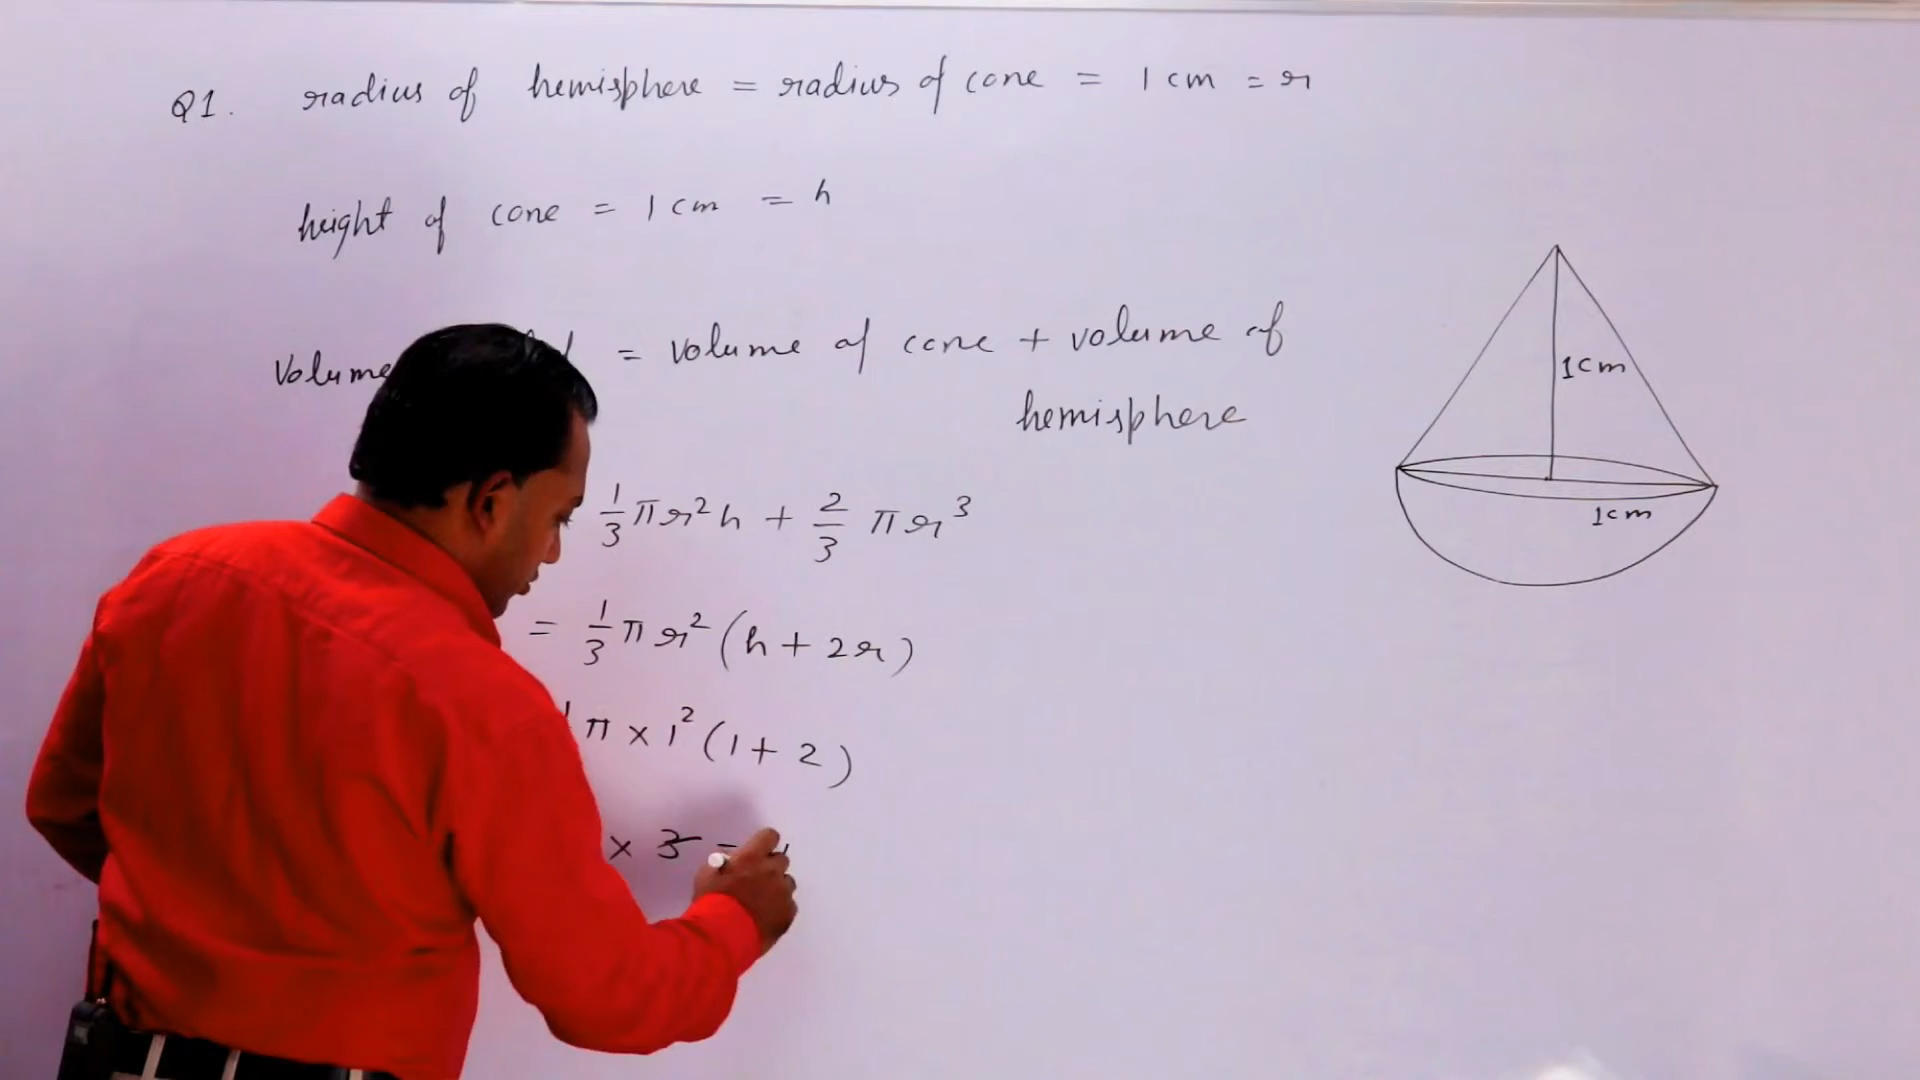 Q1. radius of hemisphere = radius of cone = 1 cm = r
height of cone = 1 cm = h
Volume = volume of cone + volume of
hemisphere
1/3 πr²h + 2/3 πr³
= 1/3 πr² (h + 2r)
π × 1² (1 + 2)
× 3 =
1cm
1cm